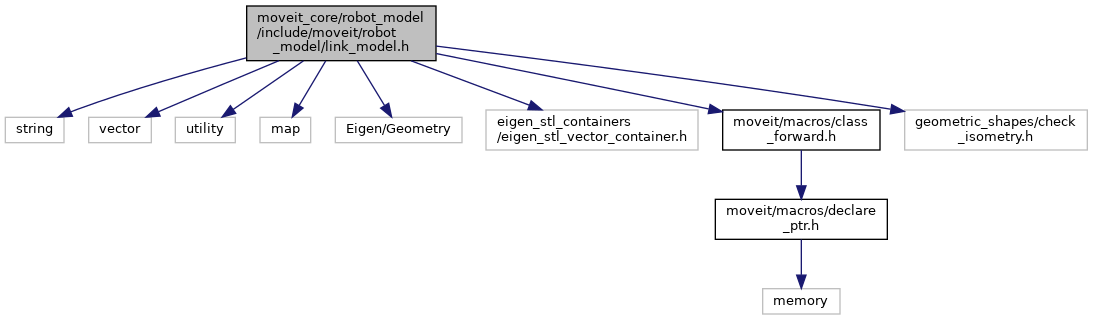 moveit_core/robot_model
/include/moveit/robot
_model/link_model.h
string
vector
utility
map
Eigen/Geometry
eigen_stl_containers
/eigen_stl_vector_container.h
moveit/macros/class
_forward.h
geometric_shapes/check
_isometry.h
moveit/macros/declare
_ptr.h
memory